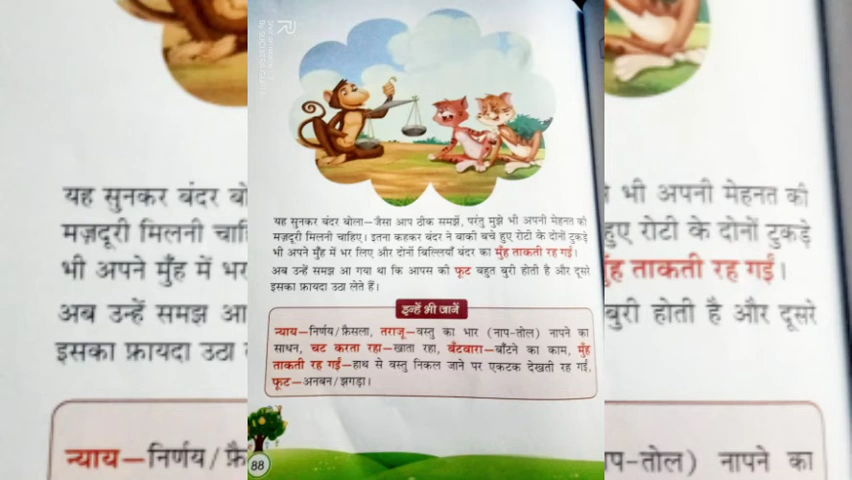 यह सुनकर बंदर बोला—जैसा आप ठीक समझें, परंतु मुझे भी अपनी मेहनत की
मज़दूरी मिलनी चाहिए। इतना कहकर बंदर ने बाकी बचे हुए रोटी के दोनों टुकड़े
भी अपने मुँह में भर लिए और दोनों बिल्लियाँ बंदर का मुँह ताकती रह गईं।
अब उन्हें समझ आ गया था कि आपस की फूट बहुत बुरी होती है और दूसरे
इसका फ़ायदा उठा लेते हैं।
इन्हें भी जानें
न्याय—निर्णय/फ़ैसला, तराजू—वस्तु का भार (नाप-तोल) नापने का
साधन, चट करता रहा—खाता रहा, बँटवारा—बाँटने का काम, मुँह
ताकती रह गईं—हाथ से वस्तु निकल जाने पर एकटक देखती रह गईं,
फूट—अनबन/झगड़ा।
88